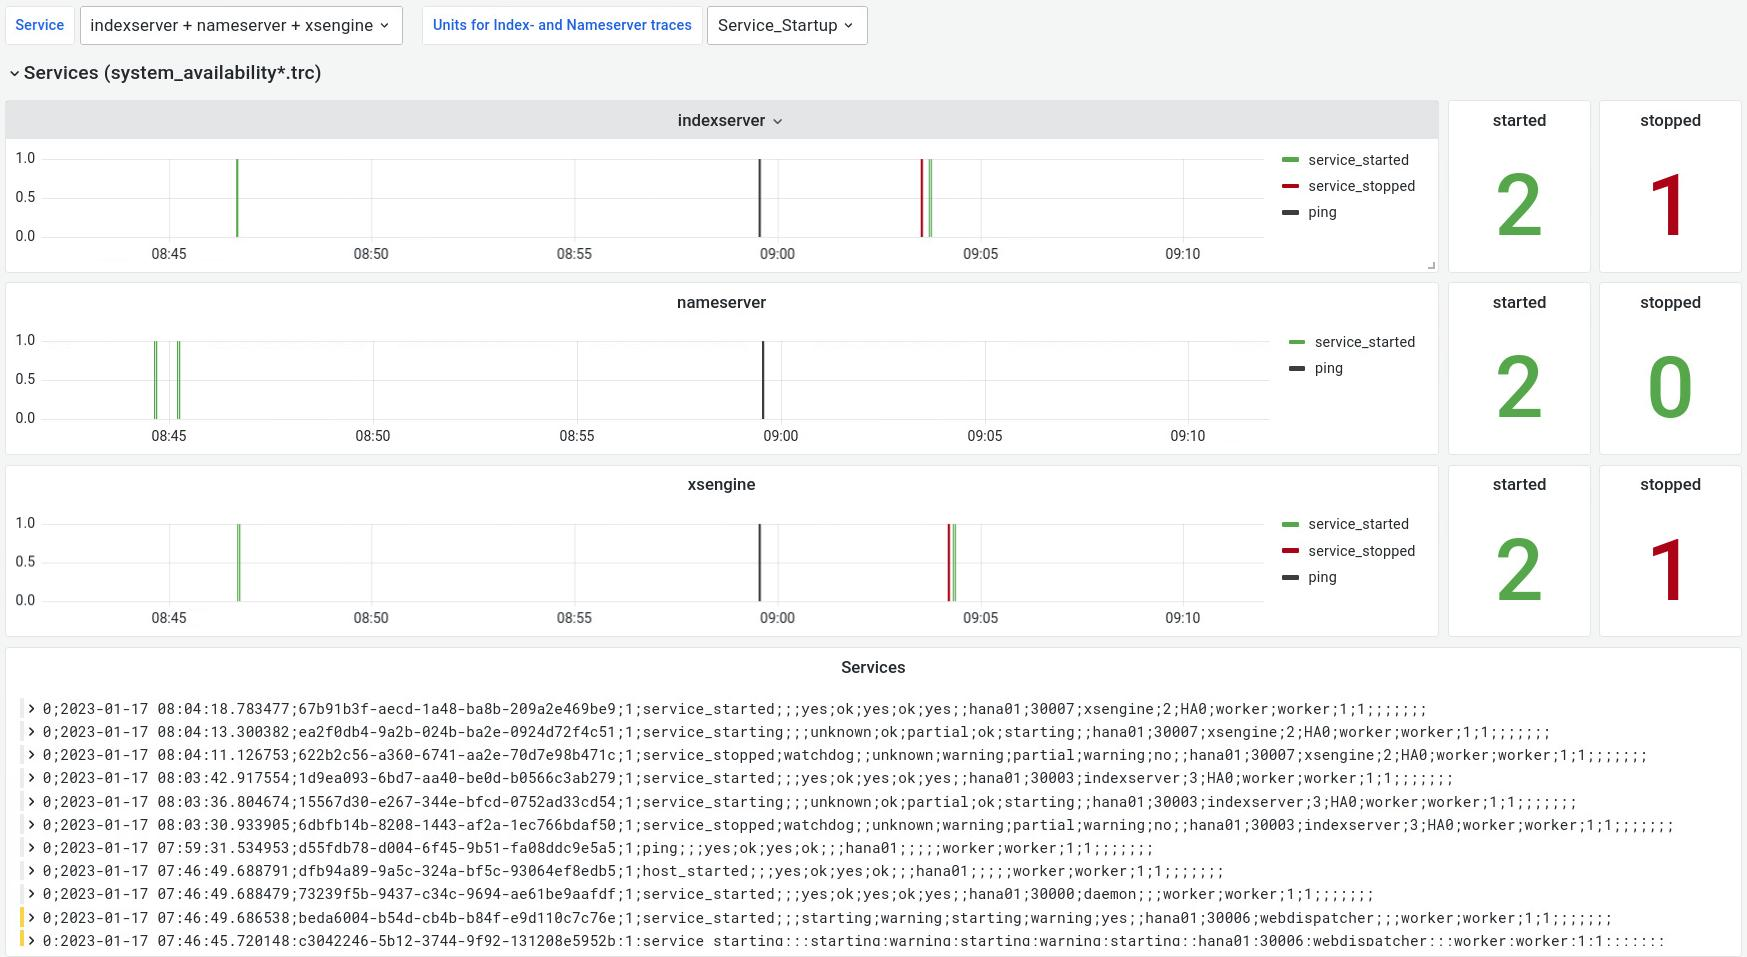 Service indexserver + nameserver + xsengine Units for Index- and Nameserver traces Service_Startup
Services (system_availability*.trc)
indexserver
started
stopped
1.0
0.5
0.0
08:45 08:50 08:55 09:00 09:05 09:10
service_started
service_stopped
ping
2
1
nameserver
started
stopped
1.0
0.5
0.0
08:45 08:50 08:55 09:00 09:05 09:10
service_started
ping
2
0
xsengine
started
stopped
1.0
0.5
0.0
08:45 08:50 08:55 09:00 09:05 09:10
service_started
service_stopped
ping
2
1
Services
0;2023-01-17 08:04:18.783477;67b91b3f-aecd-1a48-ba8b-209a2e469be9;1;service_started;;;yes;ok;yes;ok;yes;;hana01;30007;xsengine;2;HA0;worker;worker;1;1;;;;;;;
0;2023-01-17 08:04:13.300382;ea2f0db4-9a2b-024b-ba2e-0924d72f4c51;1;service_starting;;;unknown;ok;partial;ok;starting;;hana01;30007;xsengine;2;HA0;worker;worker;1;1;;;;;;;
0;2023-01-17 08:04:11.126753;622b2c56-a360-6741-aa2e-70d7e98b471c;1;service_stopped;watchdog;;unknown;warning;partial;warning;no;;hana01;30007;xsengine;2;HA0;worker;worker;1;1;;;;;;;
0;2023-01-17 08:03:42.917554;1d9ea093-6bd7-aa40-be0d-b0566c3ab279;1;service_started;;;yes;ok;yes;ok;yes;;hana01;30003;indexserver;3;HA0;worker;worker;1;1;;;;;;;
0;2023-01-17 08:03:36.804674;15567d30-e267-344e-bfcd-0752ad33cd54;1;service_starting;;;unknown;ok;partial;ok;starting;;hana01;30003;indexserver;3;HA0;worker;worker;1;1;;;;;;;
0;2023-01-17 08:03:30.933905;6dbfb14b-8208-1443-af2a-1ec766bdaf50;1;service_stopped;watchdog;;unknown;warning;partial;warning;no;;hana01;30003;indexserver;3;HA0;worker;worker;1;1;;;;;;;
0;2023-01-17 07:59:31.534953;d55fdb78-d004-6f45-9b51-fa08ddc9e5a5;1;ping;;;yes;ok;yes;ok;;;hana01;;;;;worker;worker;1;1;;;;;;;
0;2023-01-17 07:46:49.688791;dfb94a89-9a5c-324a-bf5c-93064ef8edb5;1;host_started;;;yes;ok;yes;ok;;;hana01;;;;;worker;worker;1;1;;;;;;;
0;2023-01-17 07:46:49.688479;73239f5b-9437-c34c-9694-ae61be9aafdf;1;service_started;;;yes;ok;yes;ok;yes;;hana01;30000;daemon;;;worker;worker;1;1;;;;;;;
0;2023-01-17 07:46:49.686538;beda6004-b54d-cb4b-b84f-e9d110c7c76e;1;service_started;;;starting;warning;starting;warning;yes;;hana01;30006;webdispatcher;;;worker;worker;1;1;;;;;;;
0;2023-01-17 07:46:45.720148;c3042246-5b12-3744-9f92-131208e5952b;1;service_starting;;;starting;warning;starting;warning;starting;;hana01;30006;webdispatcher;;;worker;worker;1;1;;;;;;;